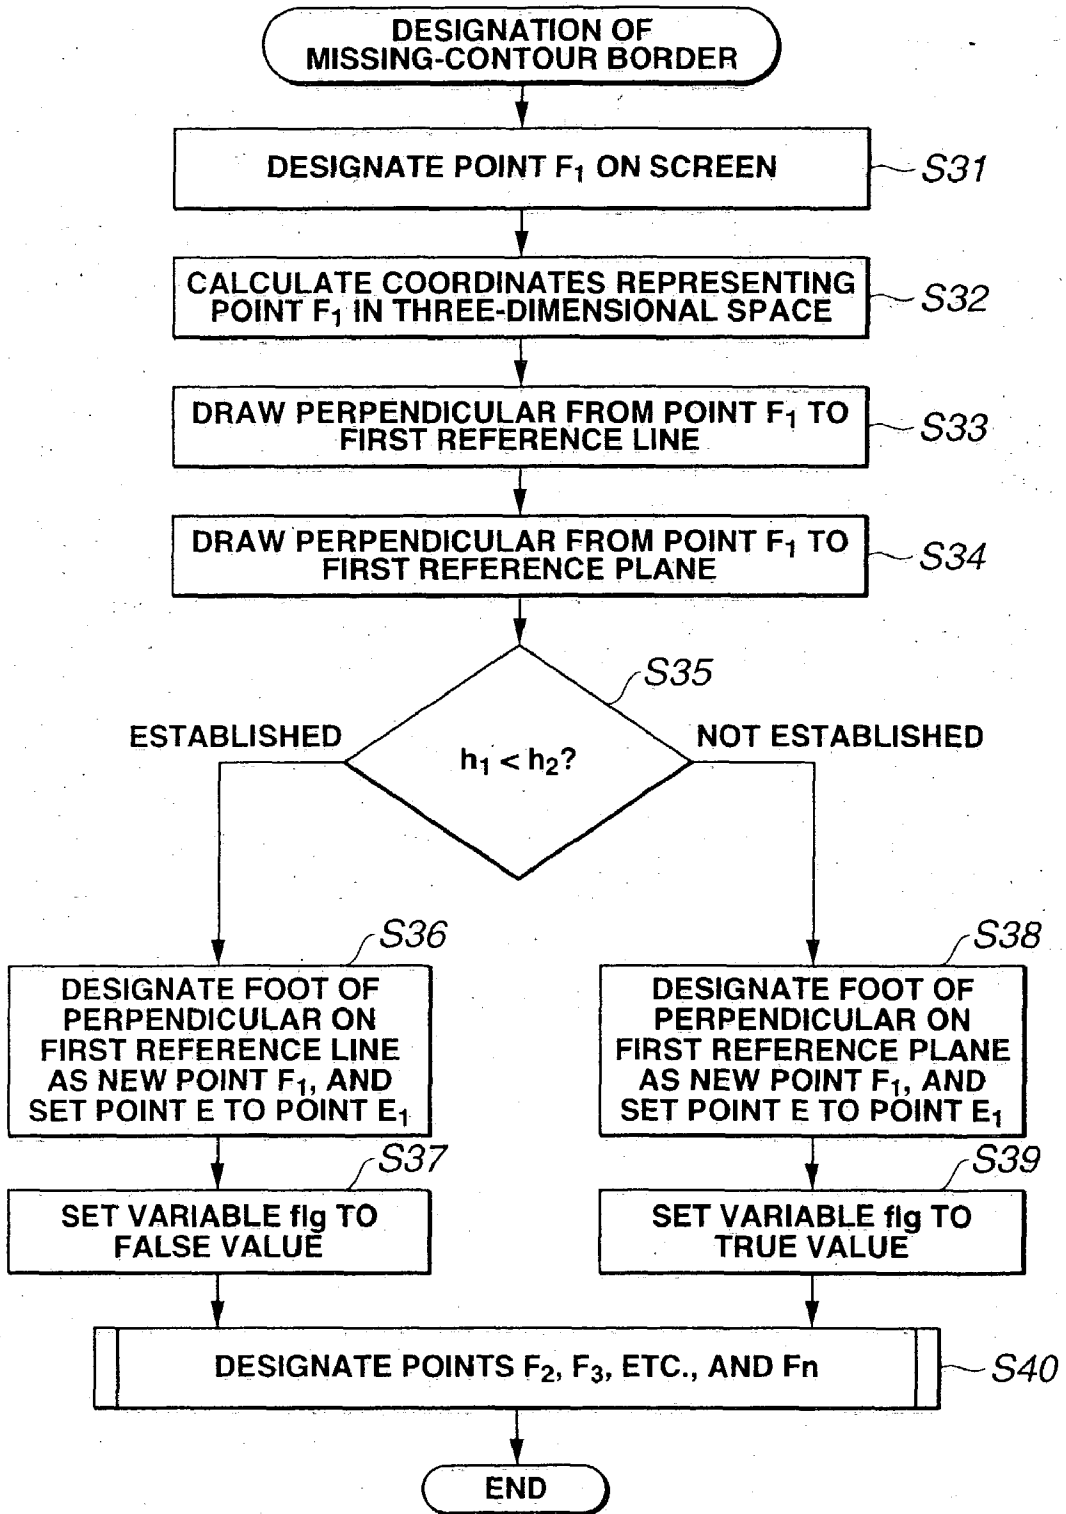 DESIGNATION OF
MISSING-CONTOUR BORDER
DESIGNATE POINT F₁ ON SCREEN
S31
CALCULATE COORDINATES REPRESENTING
POINT F₁ IN THREE-DIMENSIONAL SPACE
S32
DRAW PERPENDICULAR FROM POINT F₁ TO
FIRST REFERENCE LINE
S33
DRAW PERPENDICULAR FROM POINT F₁ TO
FIRST REFERENCE PLANE
S34
S35
ESTABLISHED
h₁ < h₂?
NOT ESTABLISHED
S36
DESIGNATE FOOT OF
PERPENDICULAR ON
FIRST REFERENCE LINE
AS NEW POINT F₁, AND
SET POINT E TO POINT E₁
S37
SET VARIABLE flg TO
FALSE VALUE
S38
DESIGNATE FOOT OF
PERPENDICULAR ON
FIRST REFERENCE PLANE
AS NEW POINT F₁, AND
SET POINT E TO POINT E₁
S39
SET VARIABLE flg TO
TRUE VALUE
DESIGNATE POINTS F₂, F₃, ETC., AND Fn
S40
END